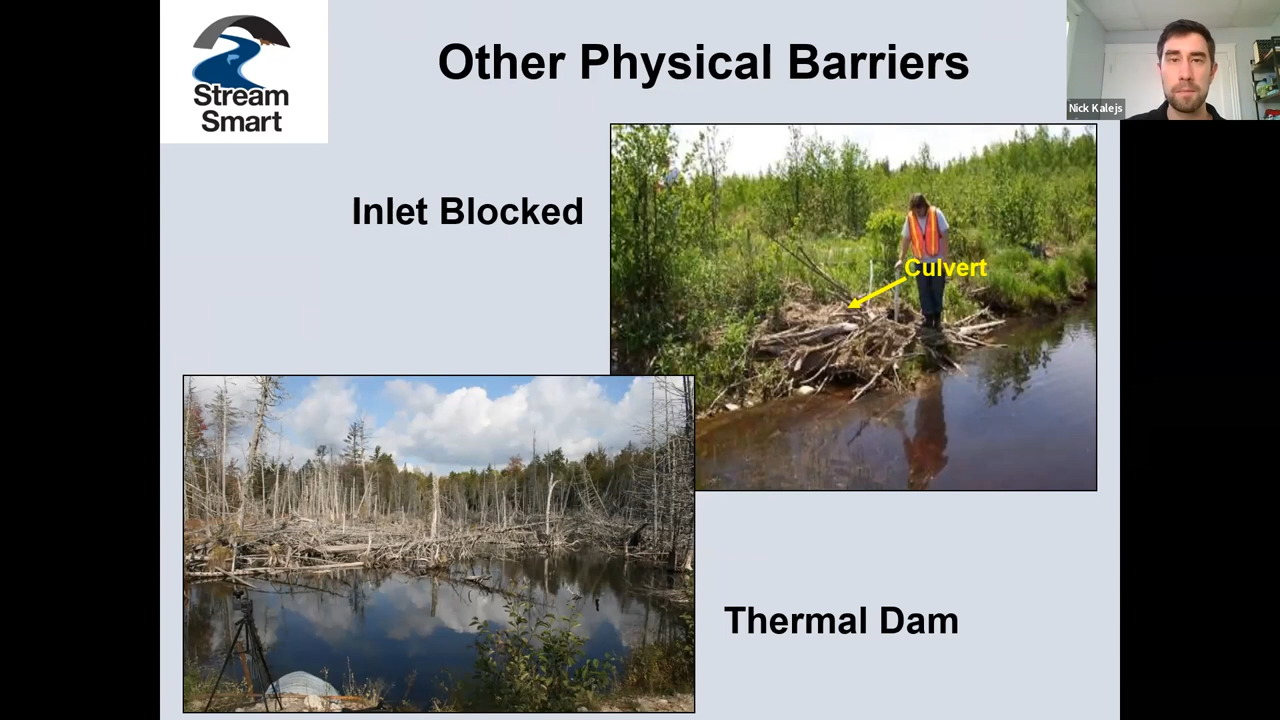 Stream
Smart
Other Physical Barriers
Nick Kalejs
Inlet Blocked
Culvert
Thermal Dam